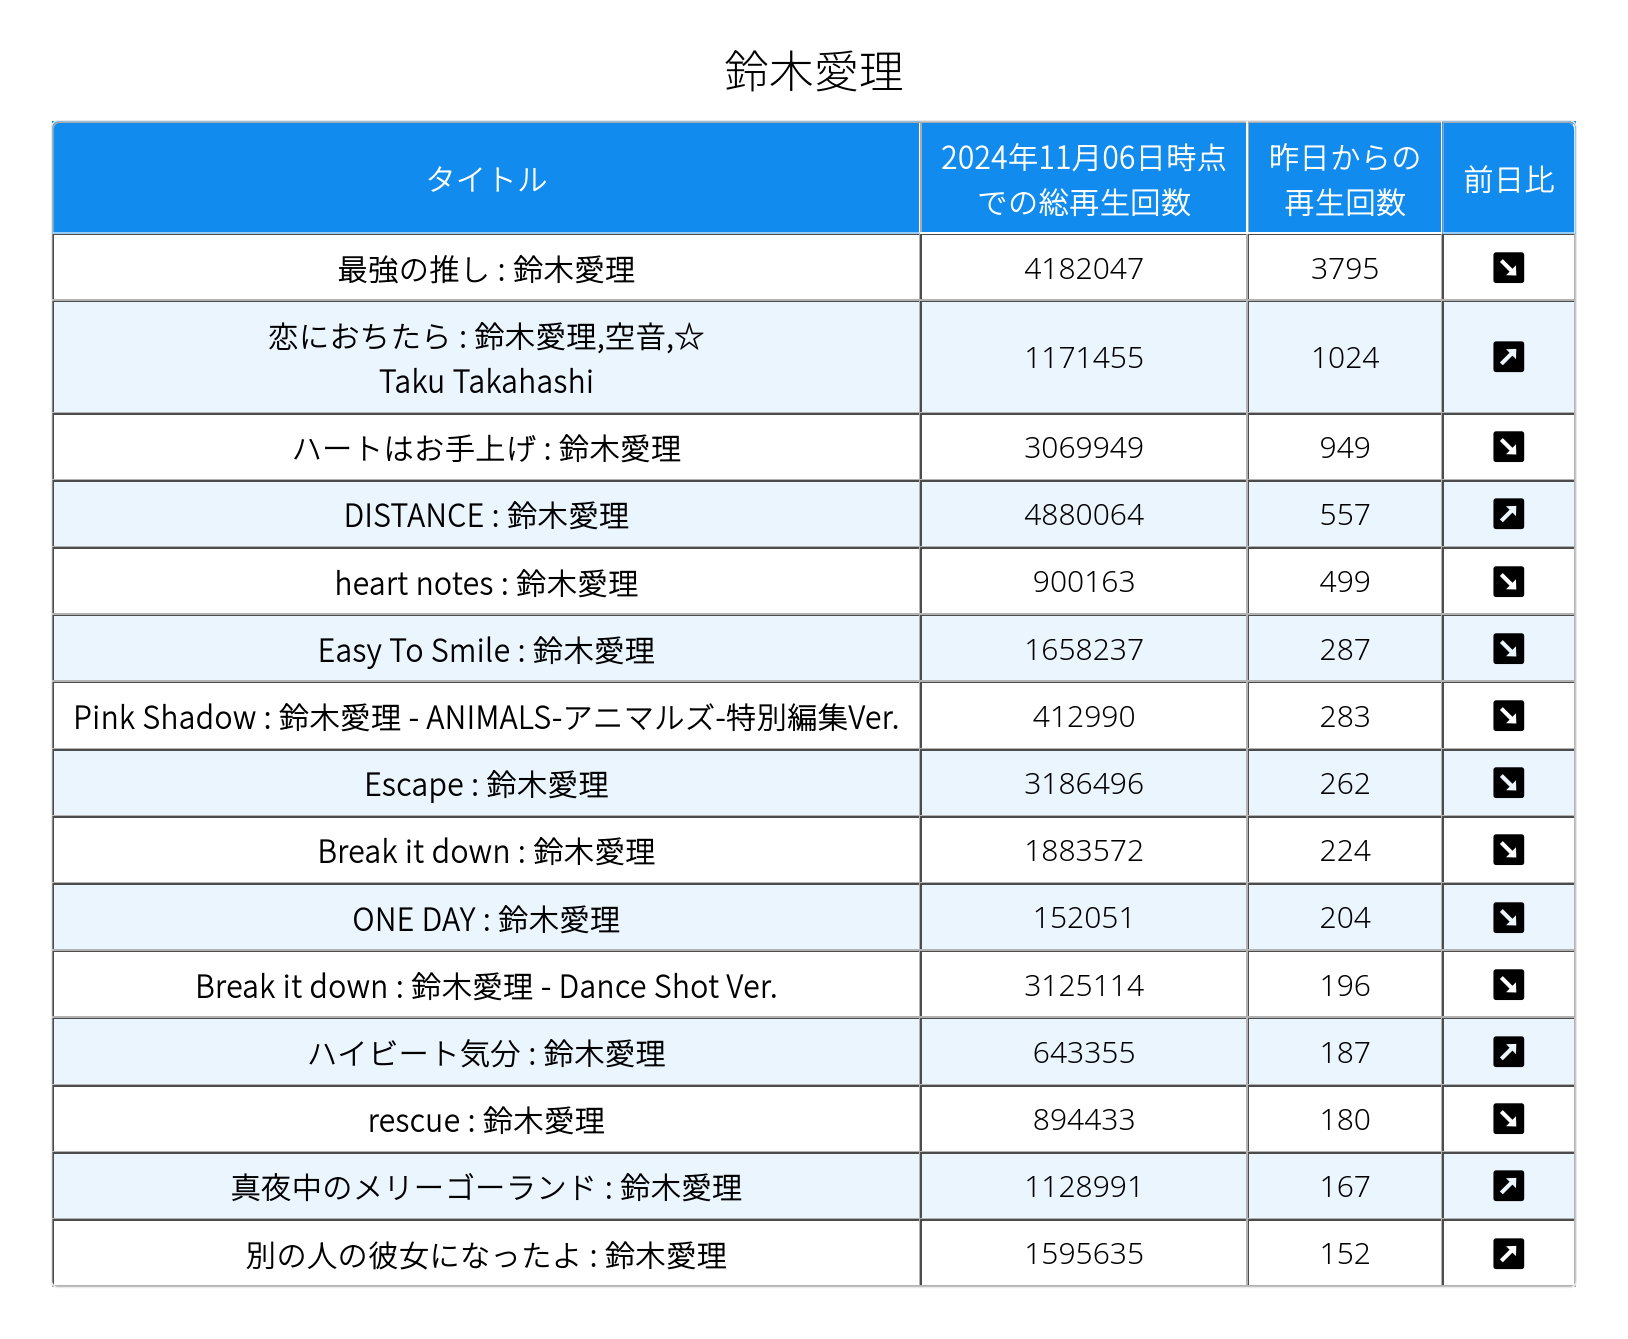 鈴木愛理
タイトル
2024年11月06日時点
での総再生回数
昨日からの
再生回数
前日比
最強の推し : 鈴木愛理 4182047 3795
恋におちたら : 鈴木愛理,空音,☆
Taku Takahashi 1171455 1024
ハートはお手上げ : 鈴木愛理 3069949 949
DISTANCE : 鈴木愛理 4880064 557
heart notes : 鈴木愛理 900163 499
Easy To Smile : 鈴木愛理 1658237 287
Pink Shadow : 鈴木愛理 - ANIMALS-アニマルズ-特別編集Ver. 412990 283
Escape : 鈴木愛理 3186496 262
Break it down : 鈴木愛理 1883572 224
ONE DAY : 鈴木愛理 152051 204
Break it down : 鈴木愛理 - Dance Shot Ver. 3125114 196
ハイビート気分 : 鈴木愛理 643355 187
rescue : 鈴木愛理 894433 180
真夜中のメリーゴーランド : 鈴木愛理 1128991 167
別の人の彼女になったよ : 鈴木愛理 1595635 152